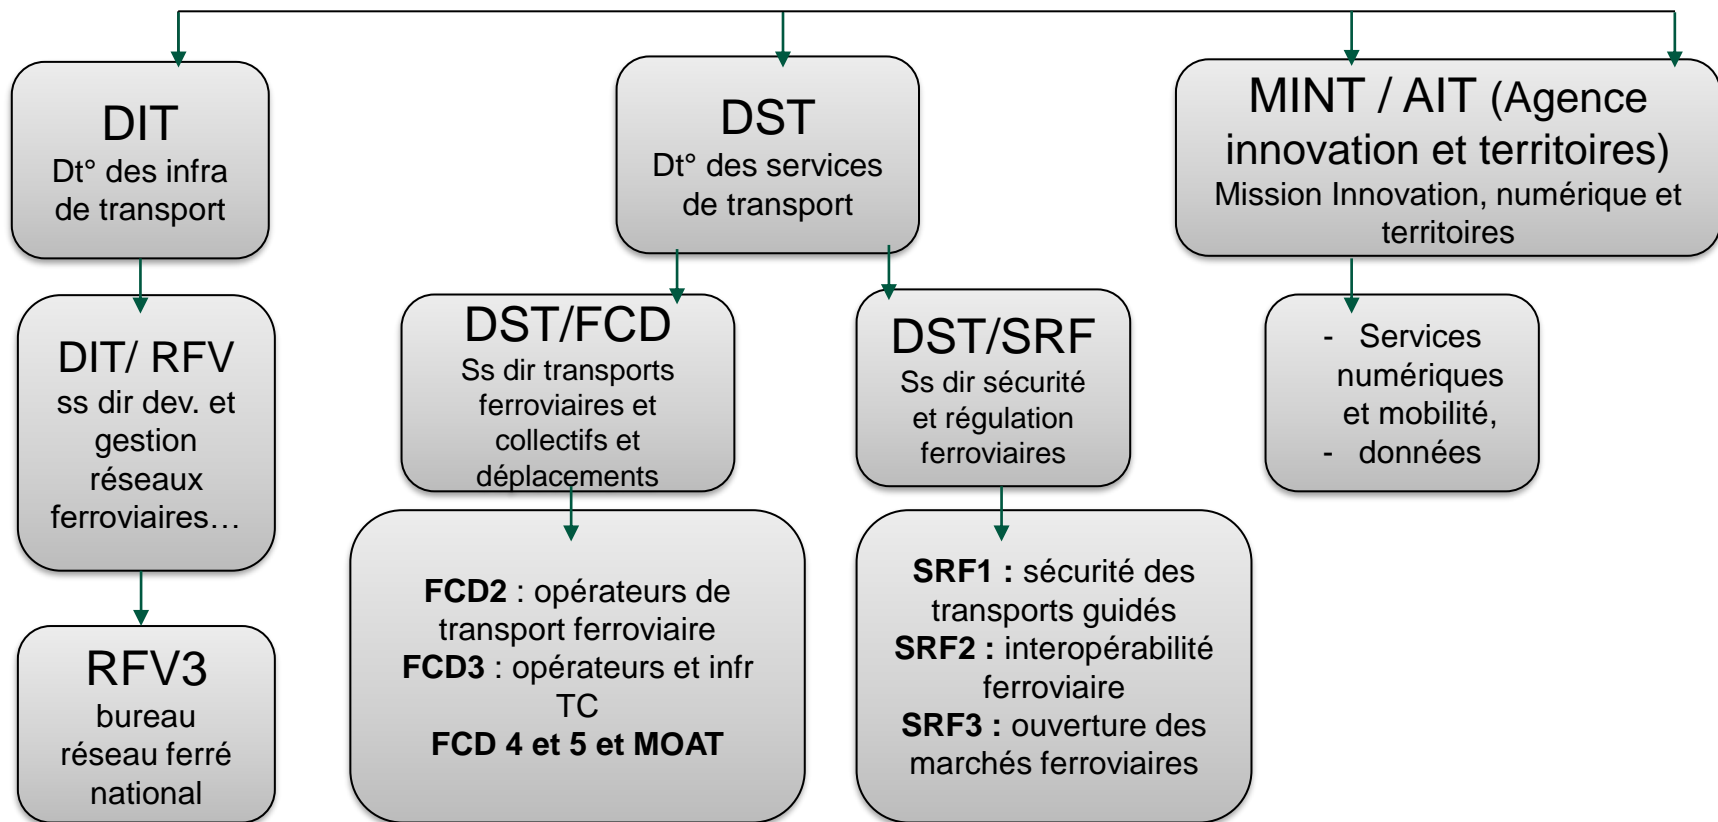 DIT
Dt° des infra
de transport
DST
Dt° des services
de transport
MINT / AIT (Agence
innovation et territoires)
Mission Innovation, numérique et
territoires
DIT/ RFV
ss dir dev. et
gestion
réseaux
ferroviaires…
DST/FCD
Ss dir transports
ferroviaires et
collectifs et
déplacements
DST/SRF
Ss dir sécurité
et régulation
ferroviaires
- Services
numériques
et mobilité,
- données
RFV3
bureau
réseau ferré
national
FCD2 : opérateurs de
transport ferroviaire
FCD3 : opérateurs et infr
TC
FCD 4 et 5 et MOAT
SRF1 : sécurité des
transports guidés
SRF2 : interopérabilité
ferroviaire
SRF3 : ouverture des
marchés ferroviaires